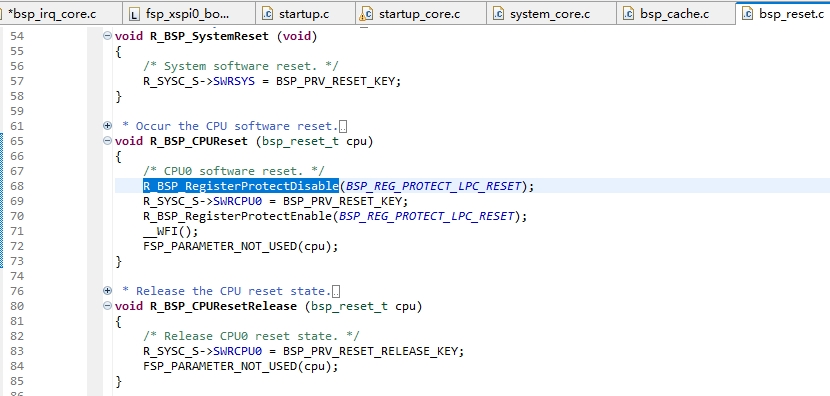 *bsp_irq_core.c
fsp_xspi0_bo...
startup.c
startup_core.c
system_core.c
bsp_cache.c
bsp_reset.c
54 void R_BSP_SystemReset (void)
55 {
56 /* System software reset. */
57 R_SYSC_S->SWRSYS = BSP_PRV_RESET_KEY;
58 }
59
61 * Occur the CPU software reset.
65 void R_BSP_CPUReset (bsp_reset_t cpu)
66 {
67 /* CPU0 software reset. */
68 R_BSP_RegisterProtectDisable(BSP_REG_PROTECT_LPC_RESET);
69 R_SYSC_S->SWRCPU0 = BSP_PRV_RESET_KEY;
70 R_BSP_RegisterProtectEnable(BSP_REG_PROTECT_LPC_RESET);
71 __WFI();
72 FSP_PARAMETER_NOT_USED(cpu);
73 }
74
76 * Release the CPU reset state.
80 void R_BSP_CPUResetRelease (bsp_reset_t cpu)
81 {
82 /* Release CPU0 reset state. */
83 R_SYSC_S->SWRCPU0 = BSP_PRV_RESET_RELEASE_KEY;
84 FSP_PARAMETER_NOT_USED(cpu);
85 }